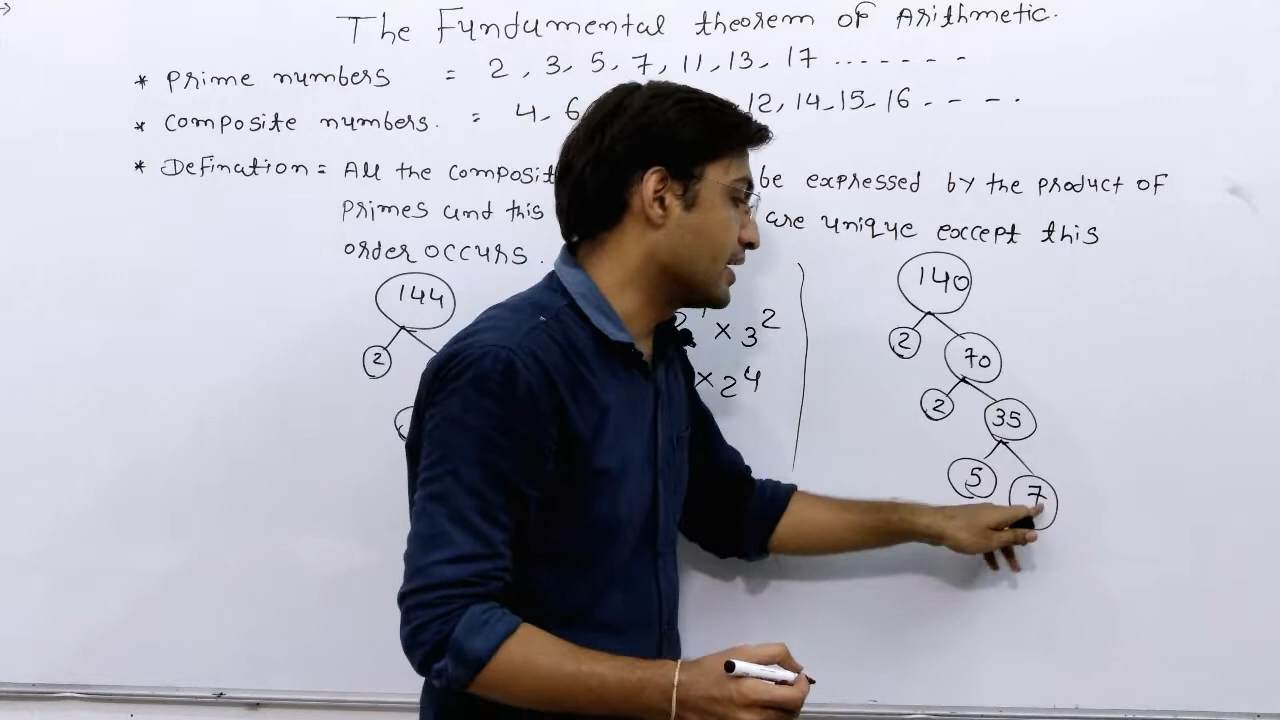 The Fundumental theorem of Arithmetic.
* Prime numbers = 2, 3, 5, 7, 11, 13, 17 .......
* composite numbers. = 4, 6 12, 14, 15, 16 - - - .
* Defination = All the composit be expressed by the product of
Primes and this are unique except this
order occurs.
144
2
× 3²
× 2⁴
140
2
70
2
35
5
7